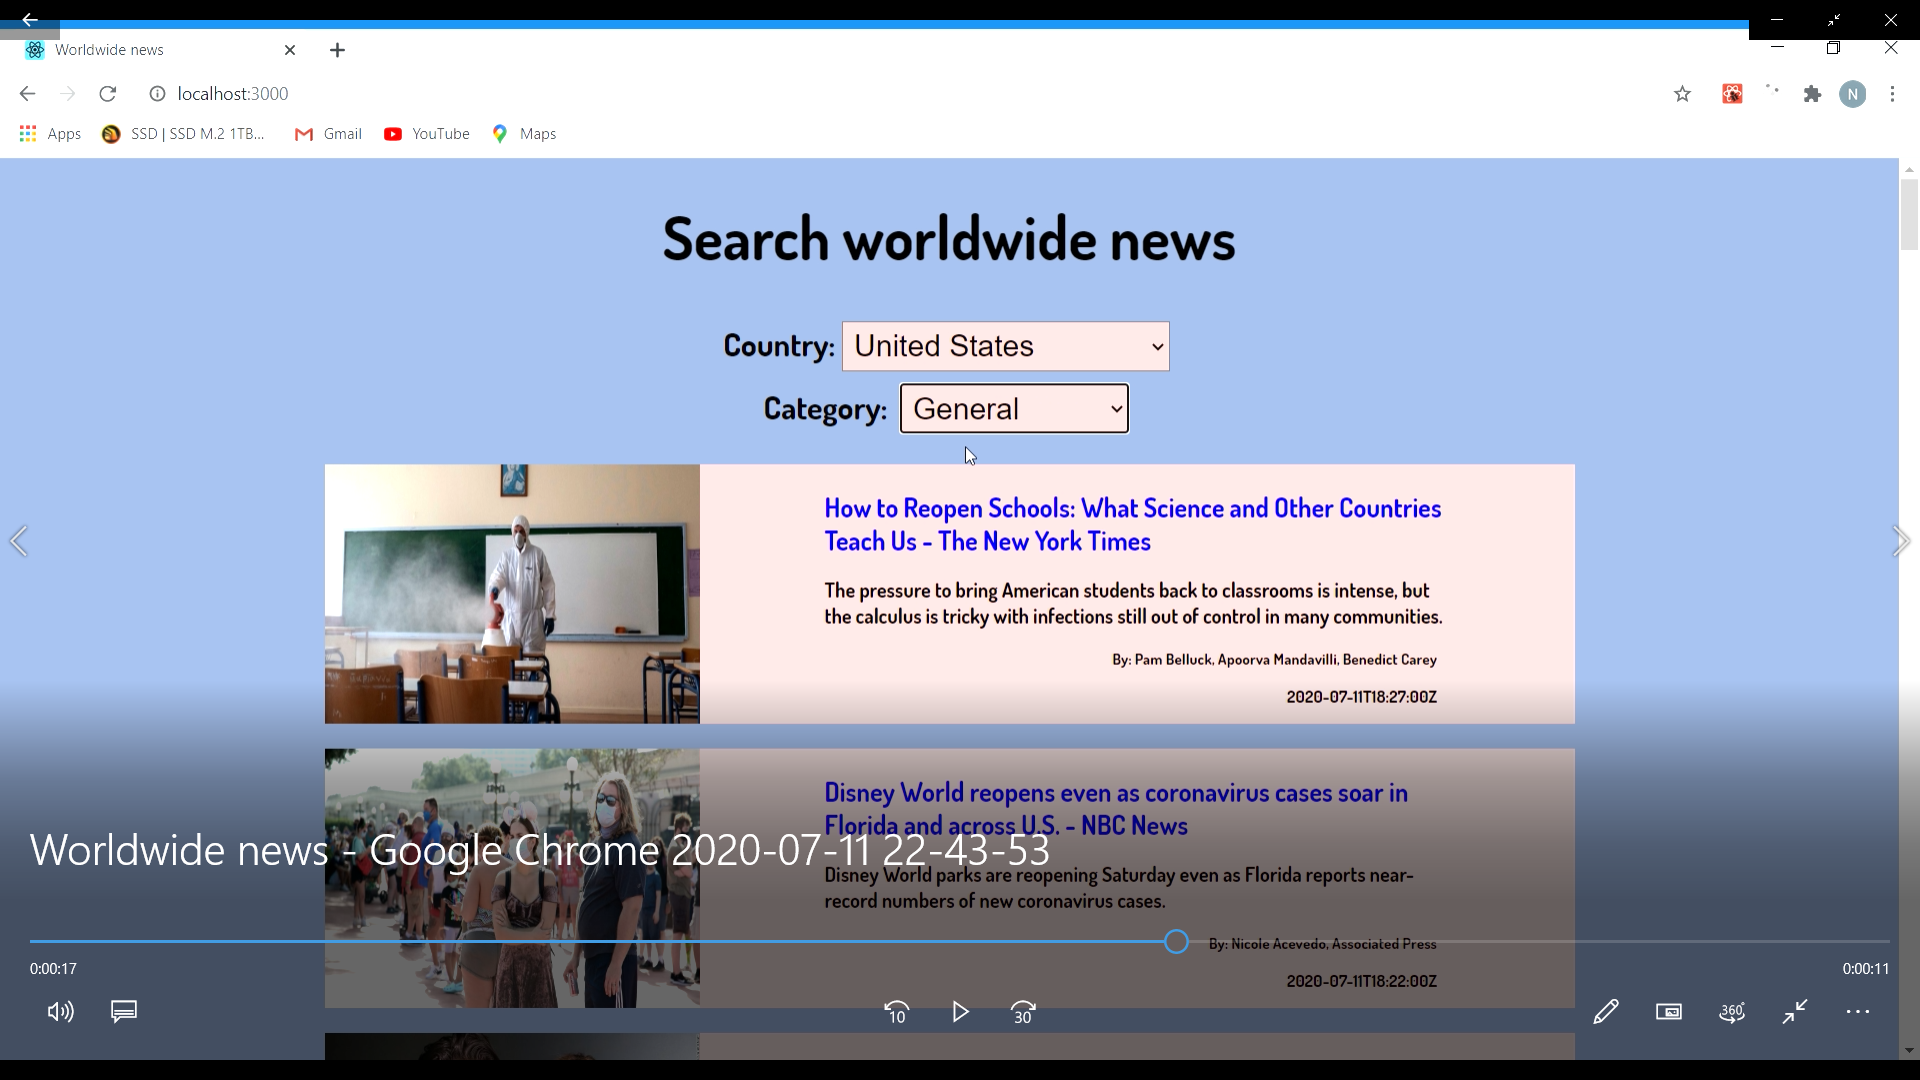 Worldwide news
localhost:3000
Apps
SSD | SSD M.2 1TB...
Gmail
YouTube
Maps
N
Search worldwide news
Country: United States
Category: General
How to Reopen Schools: What Science and Other Countries
Teach Us - The New York Times
The pressure to bring American students back to classrooms is intense, but
the calculus is tricky with infections still out of control in many communities.
By: Pam Belluck, Apoorva Mandavilli, Benedict Carey
2020-07-11T18:27:00Z
Disney World reopens even as coronavirus cases soar in
Florida and across U.S. - NBC News
Worldwide news - Google Chrome 2020-07-11 22-43-53
Disney World parks are reopening Saturday even as Florida reports near-
record numbers of new coronavirus cases.
By: Nicole Acevedo, Associated Press
0:00:17
0:00:11
2020-07-11T18:22:00Z
10
30
360°